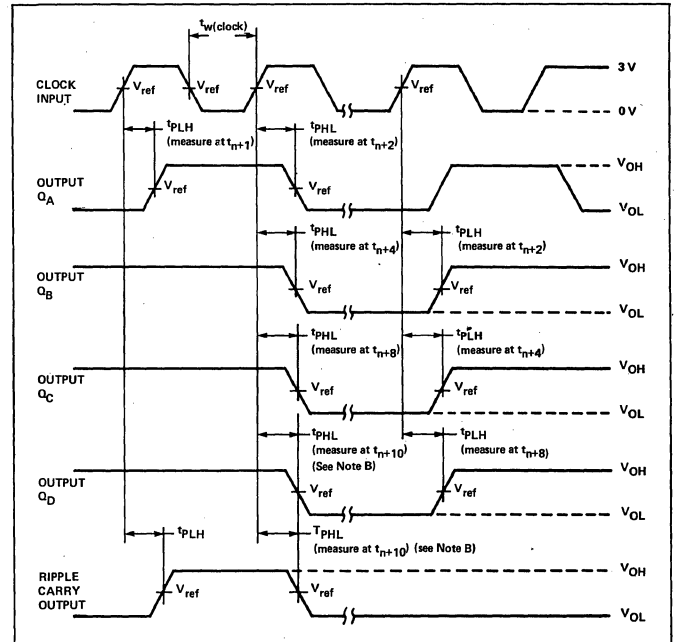 tw(clock)
3 V
CLOCK INPUT
Vref
Vref
Vref
Vref
0 V
tPLH
(measure at tn+1)
tPHL
(measure at tn+2)
VOH
OUTPUT QA
Vref
Vref
VOL
tPHL
(measure at tn+4)
tPLH
(measure at tn+2)
VOH
OUTPUT QB
Vref
Vref
VOL
tPHL
(measure at tn+8)
tPLH
(measure at tn+4)
VOH
OUTPUT QC
Vref
Vref
VOL
tPHL
(measure at tn+10)
(See Note B)
tPLH
(measure at tn+8)
VOH
OUTPUT QD
Vref
Vref
VOL
tPLH
TPHL
(measure at tn+10) (see Note B)
VOH
RIPPLE CARRY OUTPUT
Vref
Vref
VOL